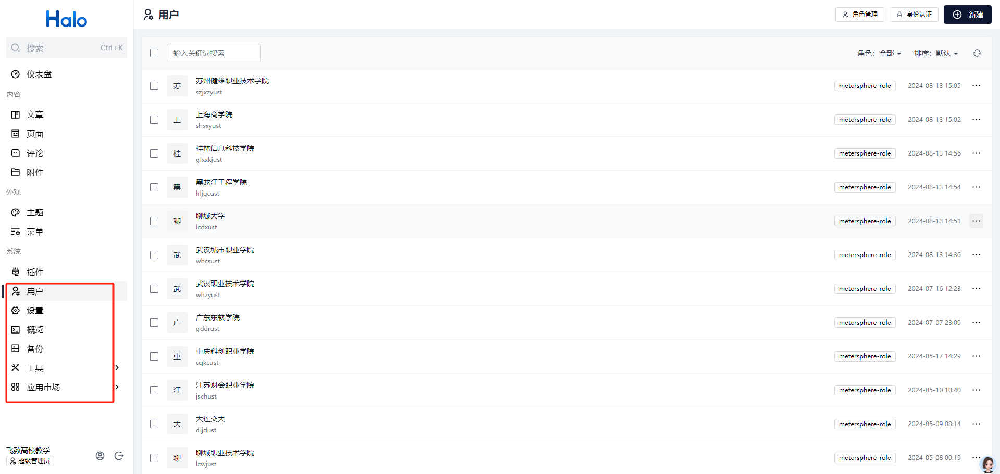 Halo
搜索 Ctrl+K
仪表盘
内容
文章
页面
评论
附件
外观
主题
菜单
系统
插件
用户
设置
概览
备份
工具
应用市场
飞致高校教学
超级管理员
用户
角色管理 身份认证 新建
输入关键词搜索 角色：全部 排序：默认
苏 苏州健雄职业技术学院 metersphere-role 2024-08-13 15:05
szjxzyust
上 上海商学院 metersphere-role 2024-08-13 15:02
shsxyust
桂 桂林信息科技学院 metersphere-role 2024-08-13 14:56
glxxkjust
黑 黑龙江工程学院 metersphere-role 2024-08-13 14:54
hljgcust
聊 聊城大学 metersphere-role 2024-08-13 14:51
lcdxust
武 武汉城市职业学院 metersphere-role 2024-08-13 14:36
whcsust
武 武汉职业技术学院 metersphere-role 2024-07-16 12:23
whzyust
广 广东东软学院 metersphere-role 2024-07-07 23:09
gddrust
重 重庆科创职业学院 metersphere-role 2024-05-17 14:29
cqkcust
江 江苏财会职业学院 metersphere-role 2024-05-10 10:40
jschust
大 大连交大 metersphere-role 2024-05-09 08:14
dljdust
聊 聊城职业技术学院 metersphere-role 2024-05-08 00:19
lcwjust